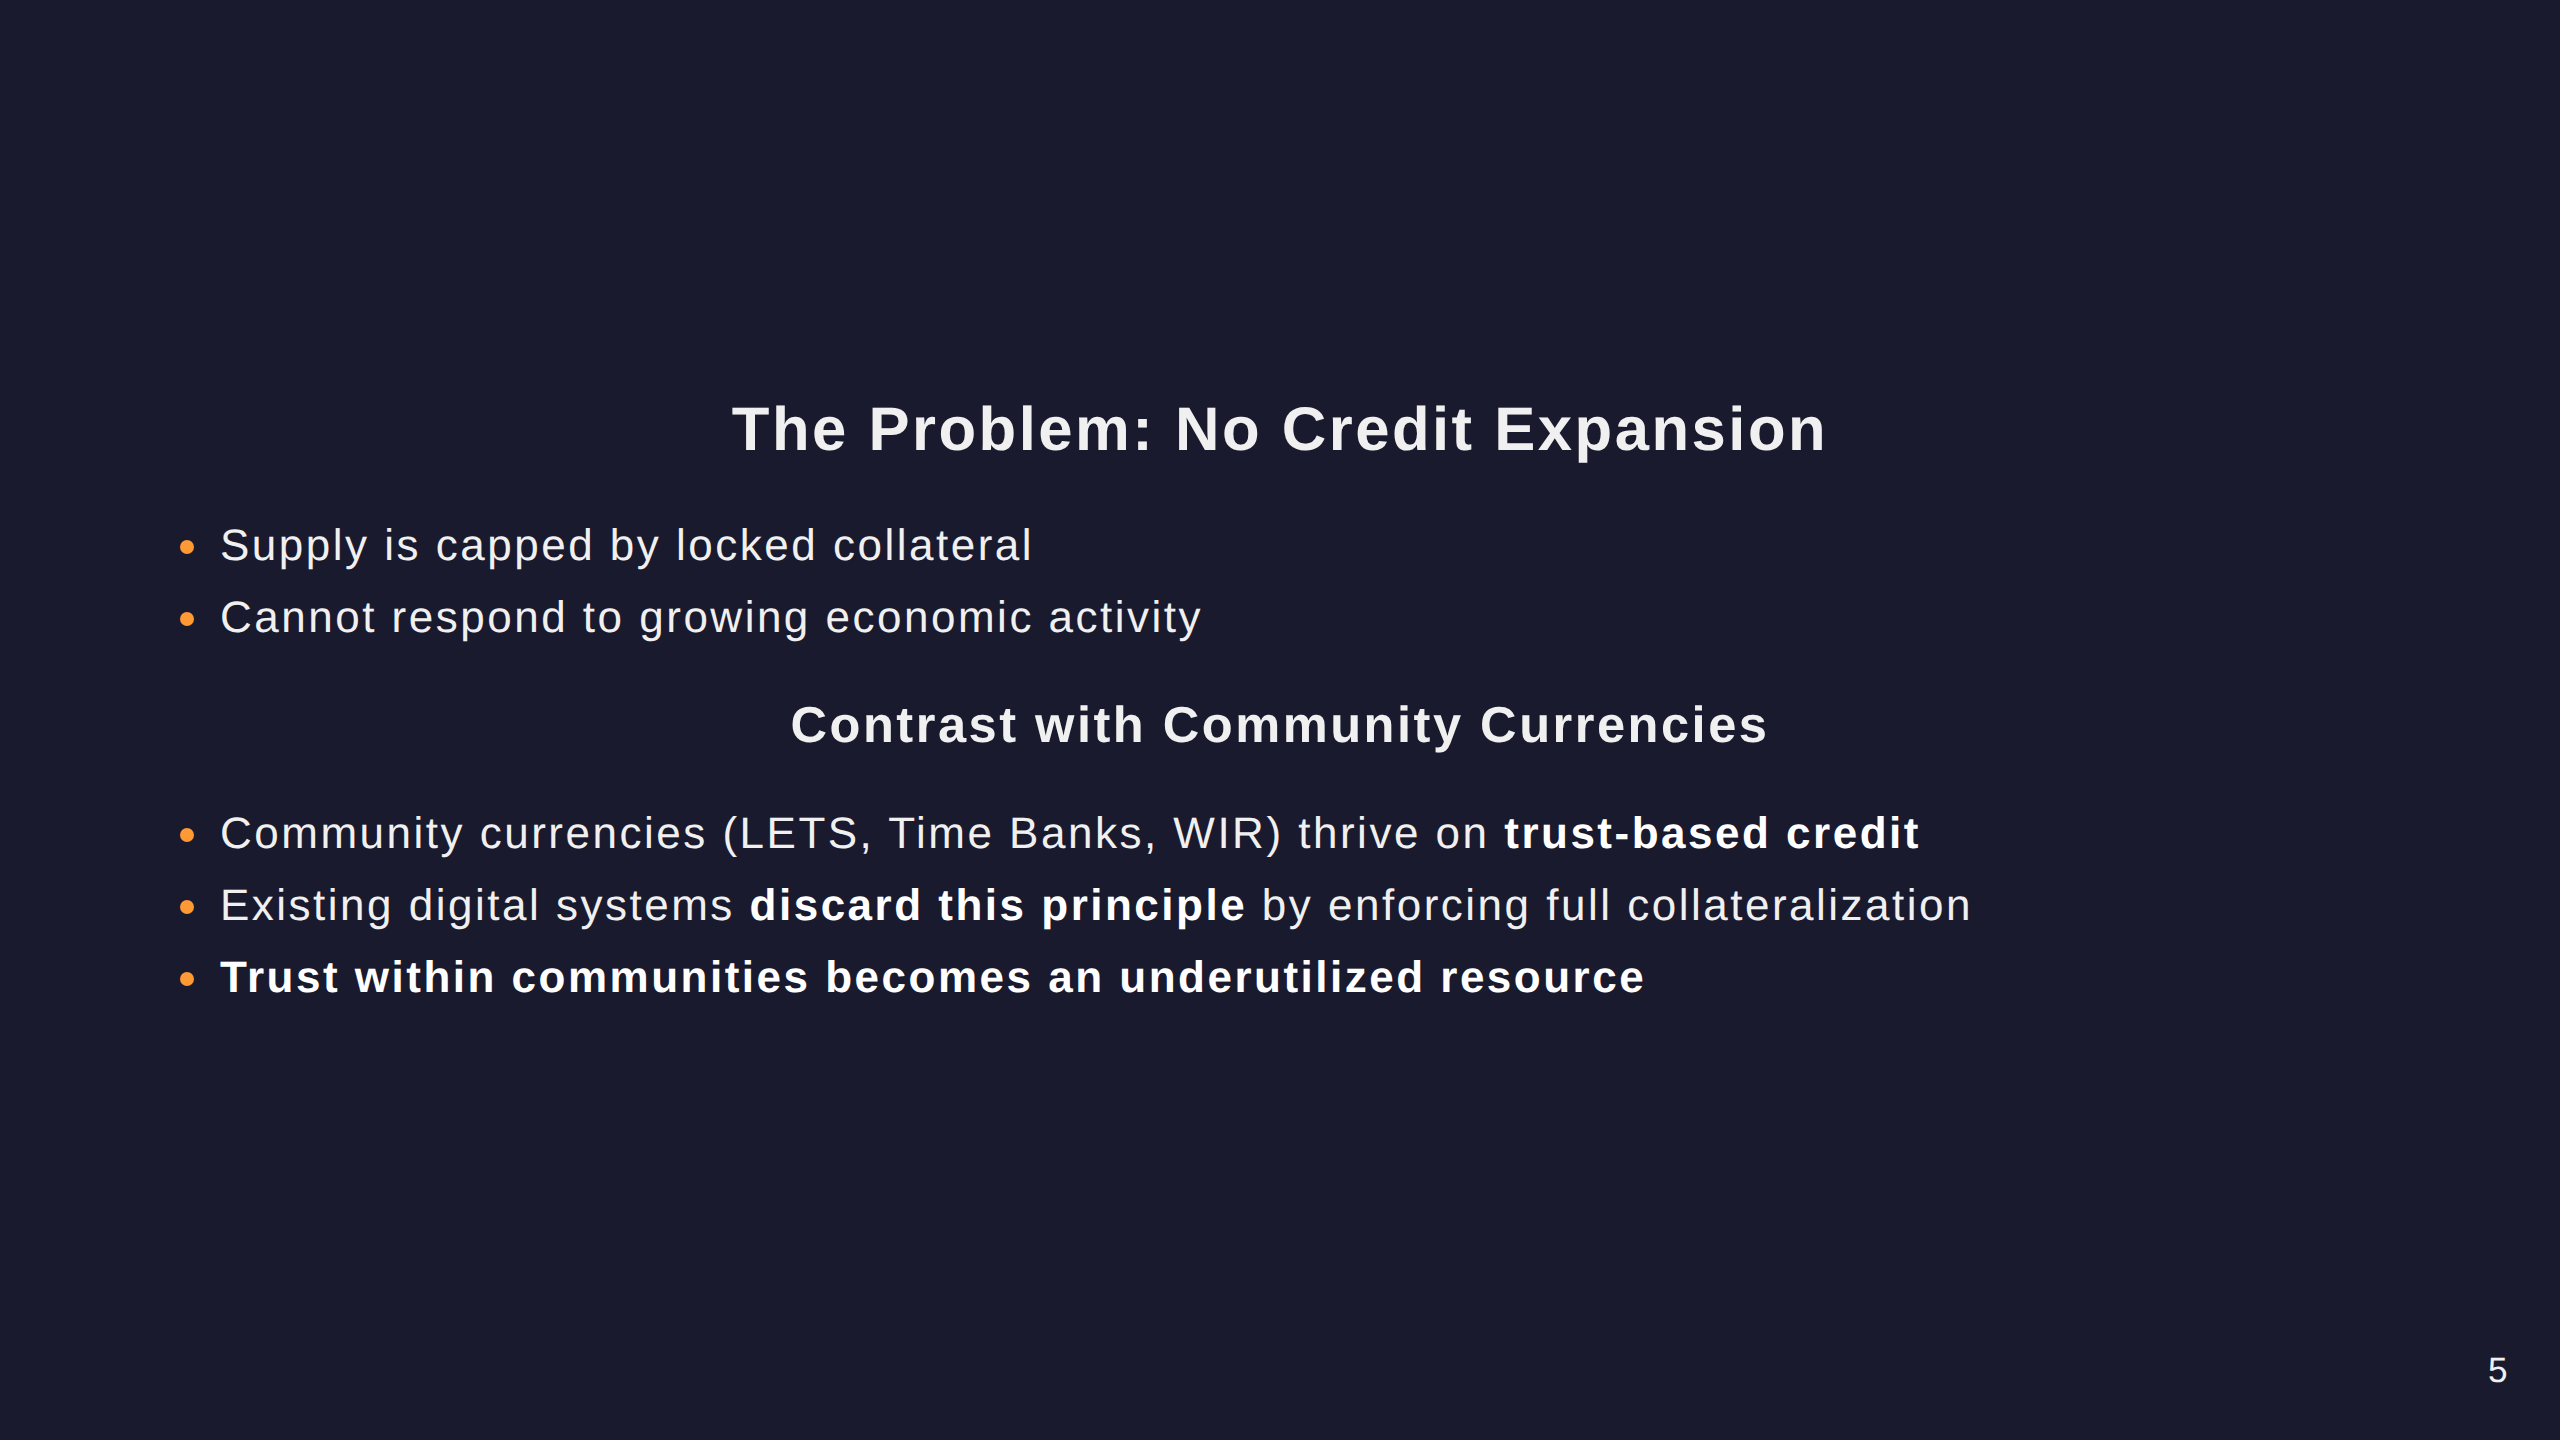 The Problem: No Credit Expansion
Supply is capped by locked collateral
Cannot respond to growing economic activity
Contrast with Community Currencies
Community currencies (LETS, Time Banks, WIR) thrive on trust-based credit
Existing digital systems discard this principle by enforcing full collateralization
Trust within communities becomes an underutilized resource
5